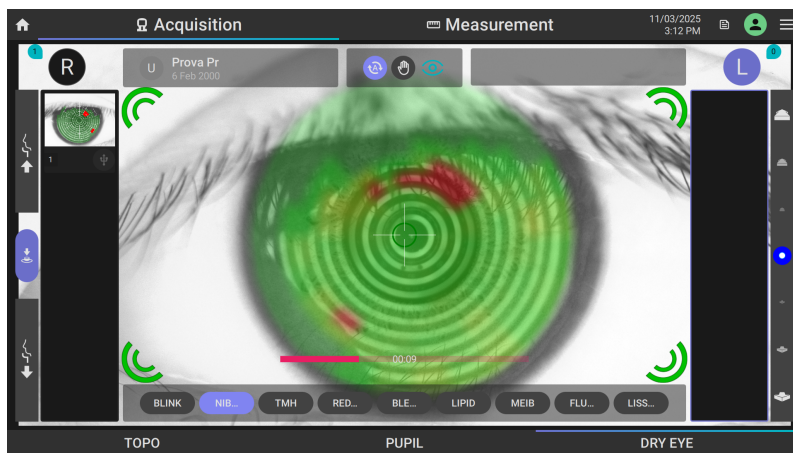 Acquisition
Measurement
11/03/2025
3:12 PM
1
R
U
Prova Pr
6 Feb 2000
A
L
0
1
00:09
BLINK
NIB...
TMH
RED...
BLE...
LIPID
MEIB
FLU...
LISS...
TOPO
PUPIL
DRY EYE